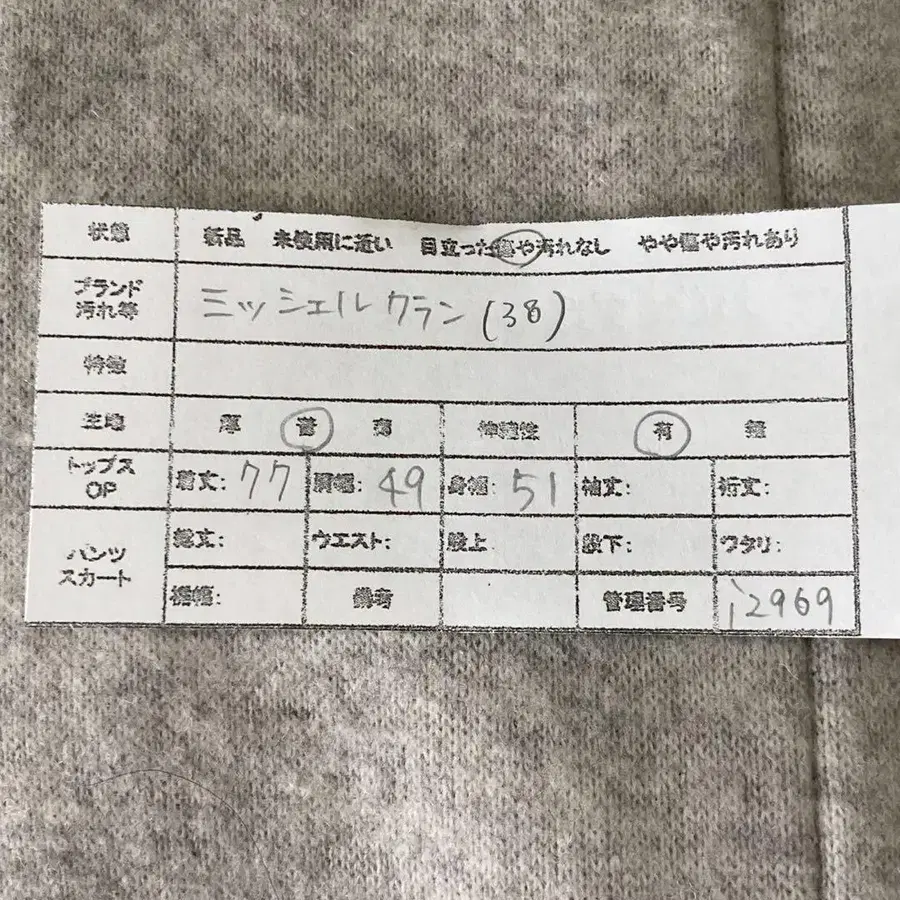 状態 新品 未使用に近い 目立った傷や汚れなし やや傷や汚れあり
ブランド
汚れ等 ミッシェルクラン(38)
特徴
生地 厚 普 薄 伸縮性 有 無
トップス
OP 着丈: 77 肩幅: 49 身幅: 51 袖丈: 裄丈:
パンツ
スカート 総丈: ウエスト: 股上 股下: ワタリ:
裾幅: 備考 管理番号 i2969